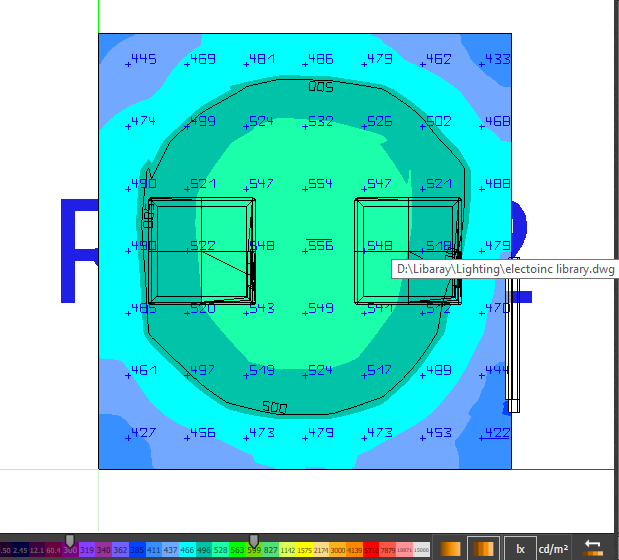 445 469 481 486 479 462 433
500
474 499 524 532 526 502 468
490 521 547 554 547 521 488
500
490 522 548 556 548 518 479
D:\Libaray\Lighting\electoinc library.dwg
485 520 543 549 541 512 470
461 497 519 524 517 489 444
500
427 456 473 479 473 453 422
.50 2.45 12.1 60.4 300 319 340 362 385 411 437 466 496 528 563 599 827 1142 1575 2174 3000 4139 5710 7879 10871 15000
lx cd/m²